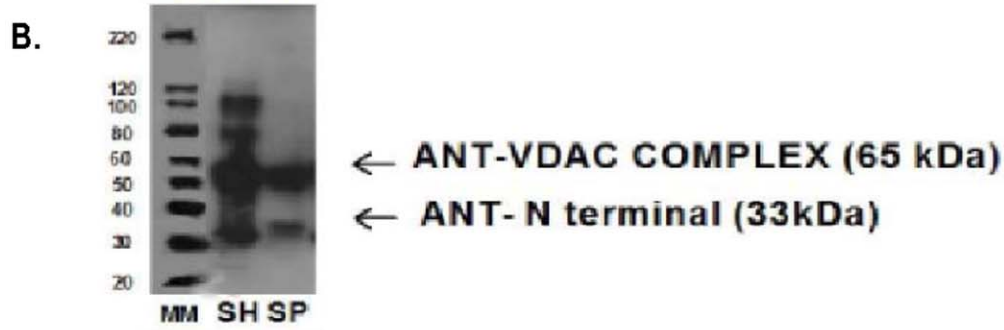 B.
220
120
100
80
60
50
40
30
20
← ANT-VDAC COMPLEX (65 kDa)
← ANT- N terminal (33kDa)
MM SH SP